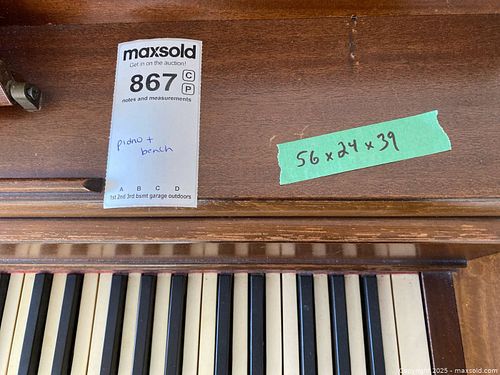 maxsold
Get in on the auction!
867 C
P
notes and measurements
piano +
bench
A B C D
1st 2nd 3rd bsmt garage outdoors
56 x 24 x 39
Copyright 2025 - maxsold.com